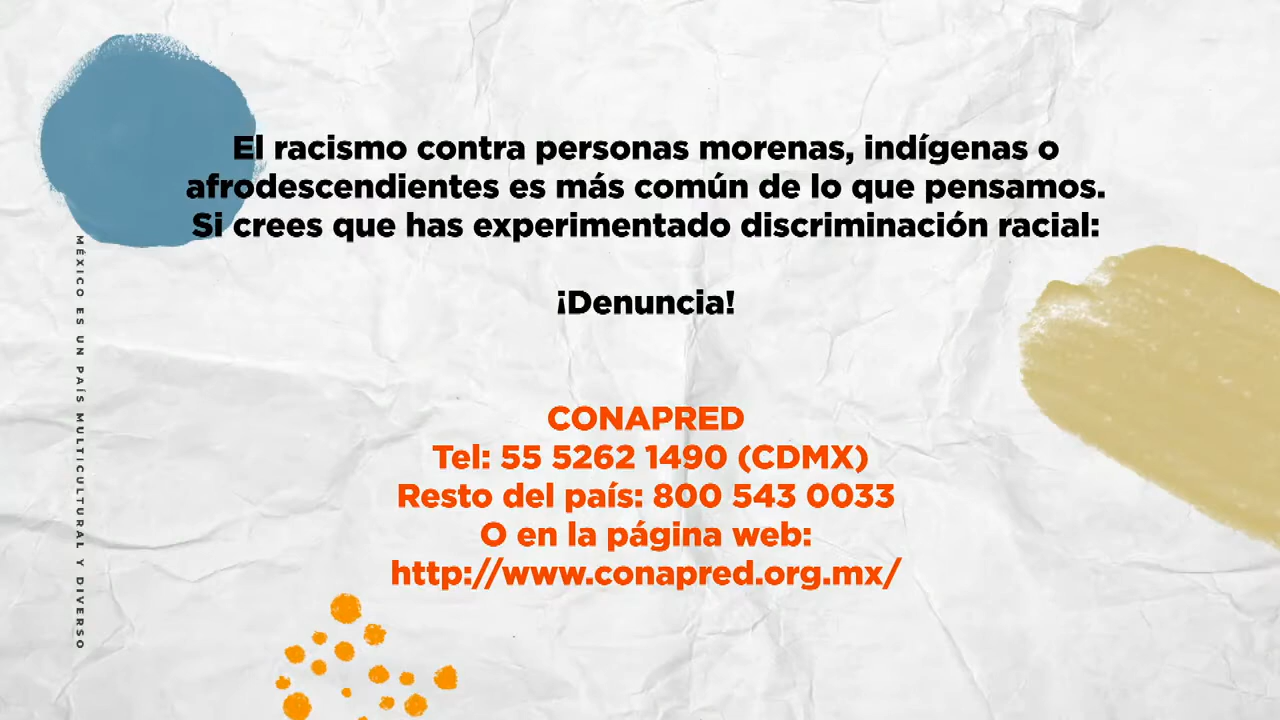 El racismo contra personas morenas, indígenas o
afrodescendientes es más común de lo que pensamos.
Si crees que has experimentado discriminación racial:
¡Denuncia!
CONAPRED
Tel: 55 5262 1490 (CDMX)
Resto del país: 800 543 0033
O en la página web:
http://www.conapred.org.mx/
MÉXICO ES UN PAÍS MULTICULTURAL Y DIVERSO